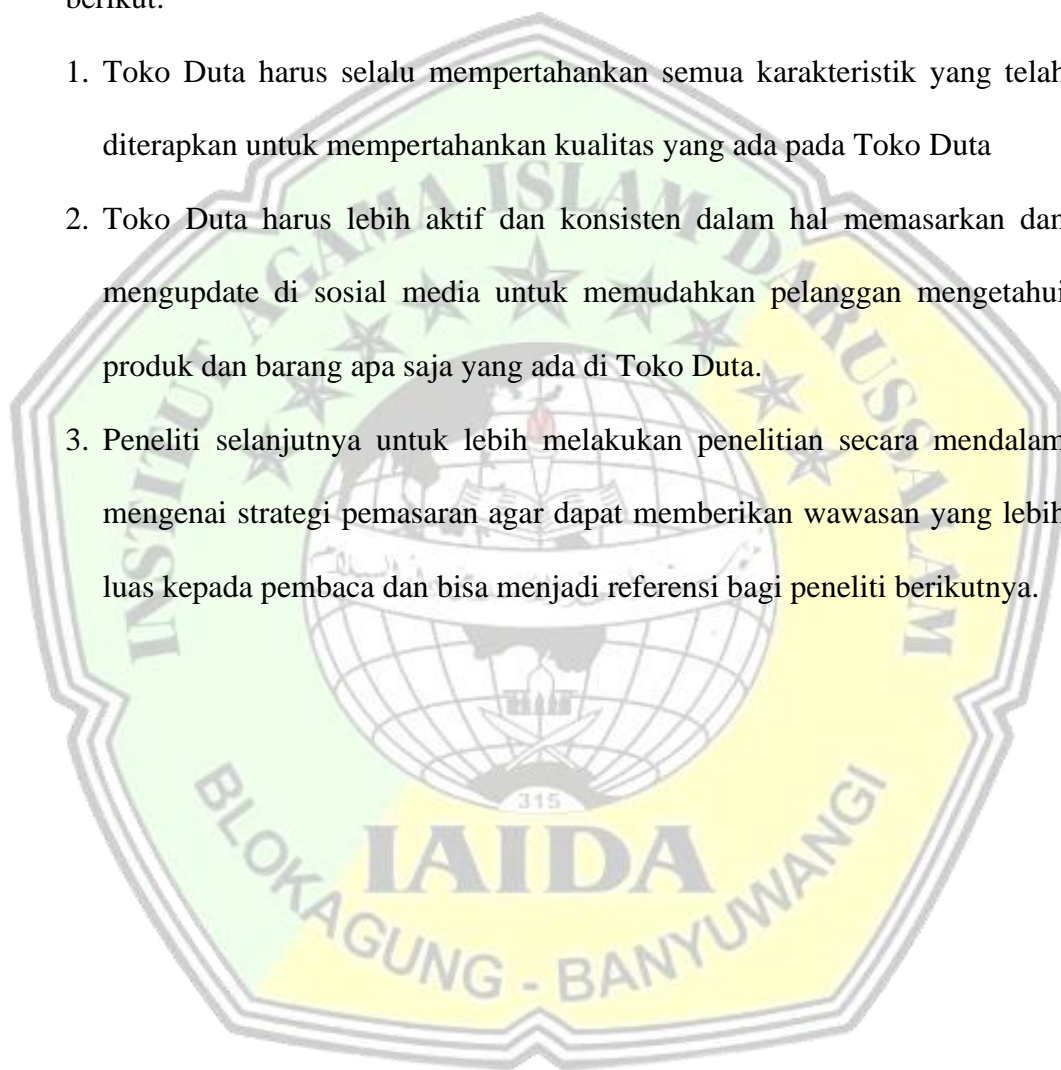 berikut:
1. Toko Duta harus selalu mempertahankan semua karakteristik yang telah
diterapkan untuk mempertahankan kualitas yang ada pada Toko Duta
2. Toko Duta harus lebih aktif dan konsisten dalam hal memasarkan dan
mengupdate di sosial media untuk memudahkan pelanggan mengetahui
produk dan barang apa saja yang ada di Toko Duta.
3. Peneliti selanjutnya untuk lebih melakukan penelitian secara mendalam
mengenai strategi pemasaran agar dapat memberikan wawasan yang lebih
luas kepada pembaca dan bisa menjadi referensi bagi peneliti berikutnya.
INSTITUT AGAMA ISLAM DARUSSALAM
315
IAIDA
BLOKAGUNG - BANYUWANGI